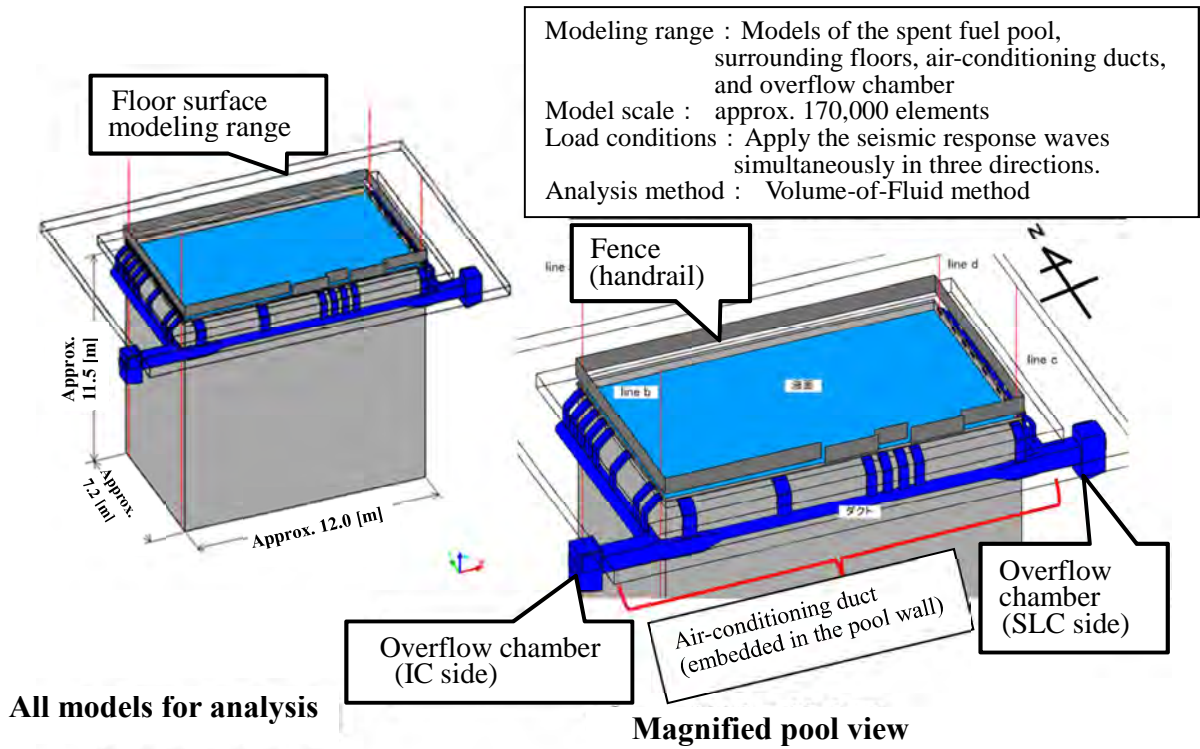 Modeling range : Models of the spent fuel pool,
surrounding floors, air-conditioning ducts,
and overflow chamber
Model scale : approx. 170,000 elements
Load conditions : Apply the seismic response waves
simultaneously in three directions.
Analysis method : Volume-of-Fluid method
Floor surface
modeling range
Approx.
11.5 [m]
Approx.
7.2 [m]
Approx. 12.0 [m]
All models for analysis
Fence
(handrail)
N
line
line d
line c
line b
液面
ダクト
Overflow chamber
(IC side)
Air-conditioning duct
(embedded in the pool wall)
Overflow
chamber
(SLC side)
Magnified pool view